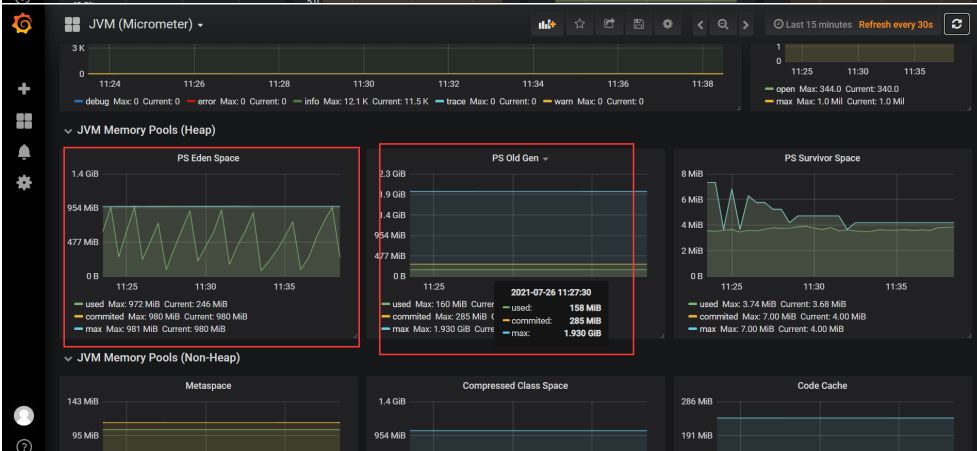 JVM (Micrometer)
Last 15 minutes Refresh every 30s
3 K
0
11:24 11:26 11:28 11:30 11:32 11:34 11:36 11:38
debug Max: 0 Current: 0 error Max: 0 Current: 0 info Max: 12.1 K Current: 11.5 K trace Max: 0 Current: 0 warn Max: 0 Current: 0
1
0
11:25 11:30 11:35
open Max: 344.0 Current: 340.0
max Max: 1.0 Mil Current: 1.0 Mil
JVM Memory Pools (Heap)
PS Eden Space
1.4 GiB
954 MiB
477 MiB
0 B
11:25 11:30 11:35
used Max: 972 MiB Current: 246 MiB
commited Max: 980 MiB Current: 980 MiB
max Max: 981 MiB Current: 980 MiB
PS Old Gen
2.3 GiB
1.9 GiB
1.4 GiB
954 MiB
477 MiB
0 B
11:25
used Max: 160 MiB Curre
commited Max: 285 MiB C
max Max: 1.930 GiB Curre
2021-07-26 11:27:30
used: 158 MiB
commited: 285 MiB
max: 1.930 GiB
PS Survivor Space
8 MiB
6 MiB
4 MiB
2 MiB
0 B
11:25 11:30 11:35
used Max: 3.74 MiB Current: 3.68 MiB
commited Max: 7.00 MiB Current: 4.00 MiB
max Max: 7.00 MiB Current: 4.00 MiB
JVM Memory Pools (Non-Heap)
Metaspace
143 MiB
95 MiB
Compressed Class Space
1.4 GiB
954 MiB
Code Cache
286 MiB
191 MiB